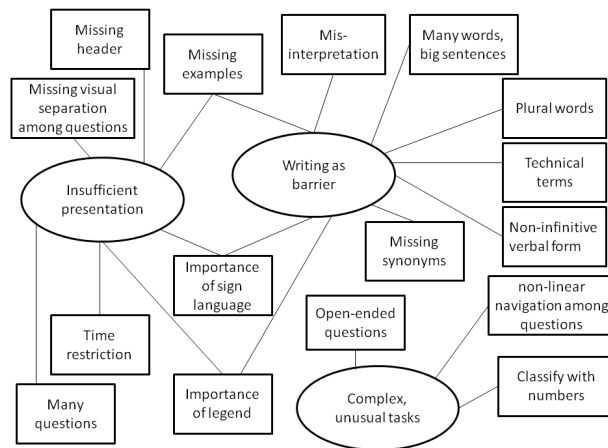 Missing
header
Missing
examples
Mis-
interpretation
Many words,
big sentences
Missing visual
separation
among questions
Plural words
Insufficient
presentation
Writing as
barrier
Technical
terms
Non-infinitive
verbal form
Missing
synonyms
Importance
of sign
language
non-linear
navigation among
questions
Open-ended
questions
Time
restriction
Many
questions
Importance
of legend
Complex,
unusual tasks
Classify with
numbers